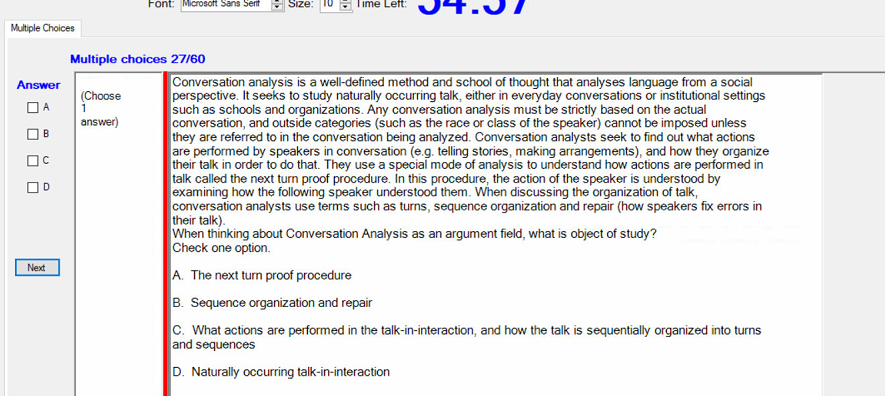 Font: Microsoft Sans Serif Size: 10 Time Left: 54:57
Multiple Choices
Multiple choices 27/60
Answer
A
B
C
D
Next
(Choose
1
answer)
Conversation analysis is a well-defined method and school of thought that analyses language from a social
perspective. It seeks to study naturally occurring talk, either in everyday conversations or institutional settings
such as schools and organizations. Any conversation analysis must be strictly based on the actual
conversation, and outside categories (such as the race or class of the speaker) cannot be imposed unless
they are referred to in the conversation being analyzed. Conversation analysts seek to find out what actions
are performed by speakers in conversation (e.g. telling stories, making arrangements), and how they organize
their talk in order to do that. They use a special mode of analysis to understand how actions are performed in
talk called the next turn proof procedure. In this procedure, the action of the speaker is understood by
examining how the following speaker understood them. When discussing the organization of talk,
conversation analysts use terms such as turns, sequence organization and repair (how speakers fix errors in
their talk).
When thinking about Conversation Analysis as an argument field, what is object of study?
Check one option.
A. The next turn proof procedure
B. Sequence organization and repair
C. What actions are performed in the talk-in-interaction, and how the talk is sequentially organized into turns
and sequences
D. Naturally occurring talk-in-interaction